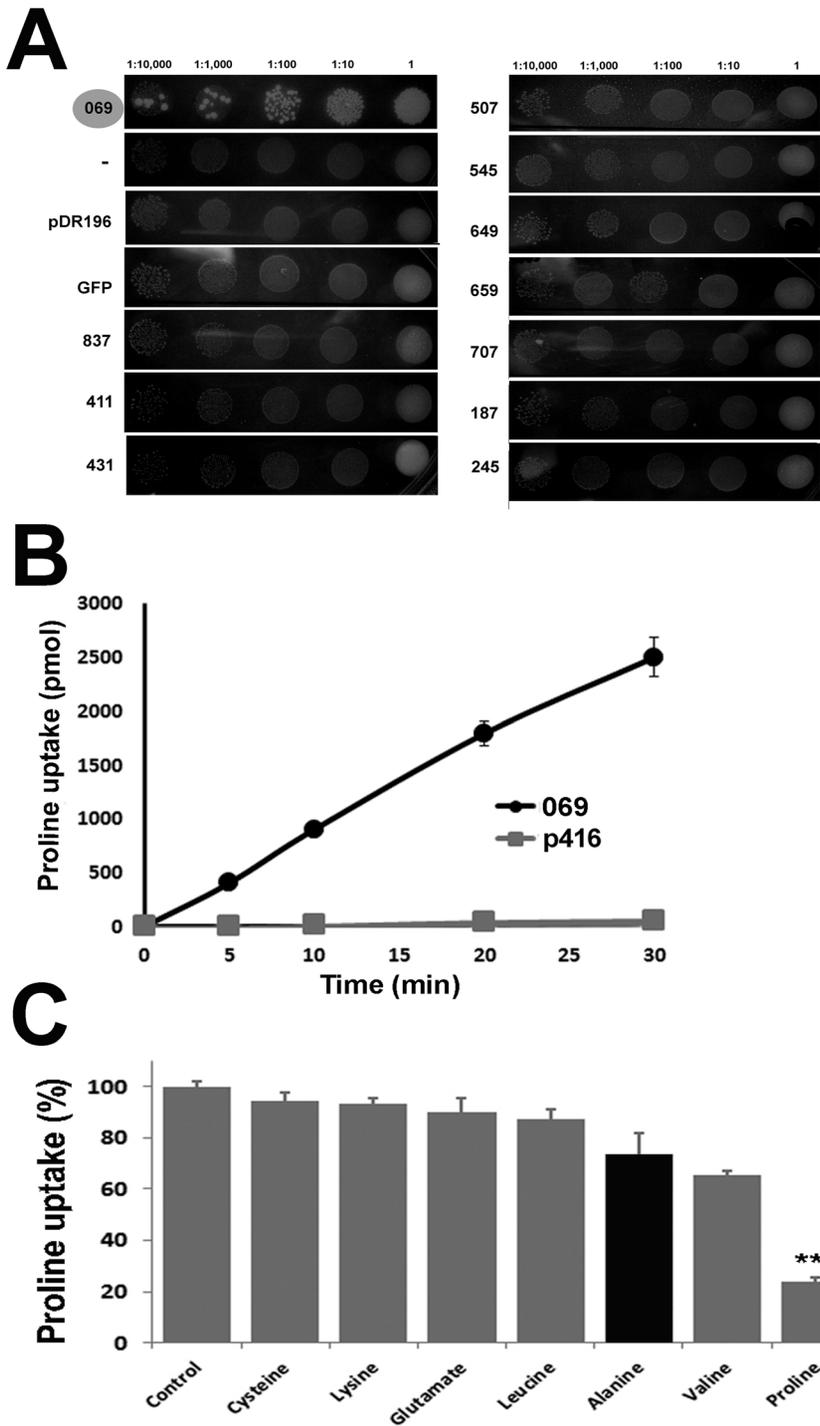 A
1:10,000 1:1,000 1:100 1:10 1
069
-
pDR196
GFP
837
411
431
1:10,000 1:1,000 1:100 1:10 1
507
545
649
659
707
187
245
B
Proline uptake (pmol)
3000
2500
2000
1500
1000
500
0
069
p416
0 5 10 15 20 25 30
Time (min)
C
Proline uptake (%)
100
80
60
40
20
0
**
Control Cysteine Lysine Glutamate Leucine Alanine Valine Proline